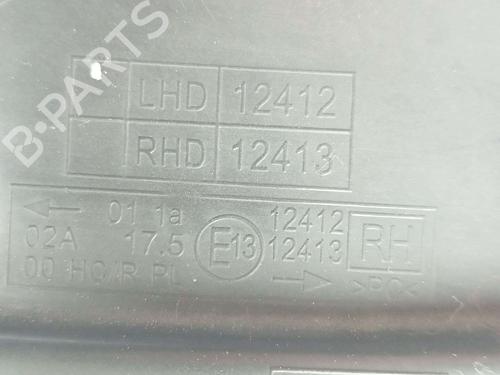 B-PARTS
LHD 12412
RHD 12413
← 01 1a 12412
02A 17.5 E13 12413 RH
00 HC/R PL → >PC<